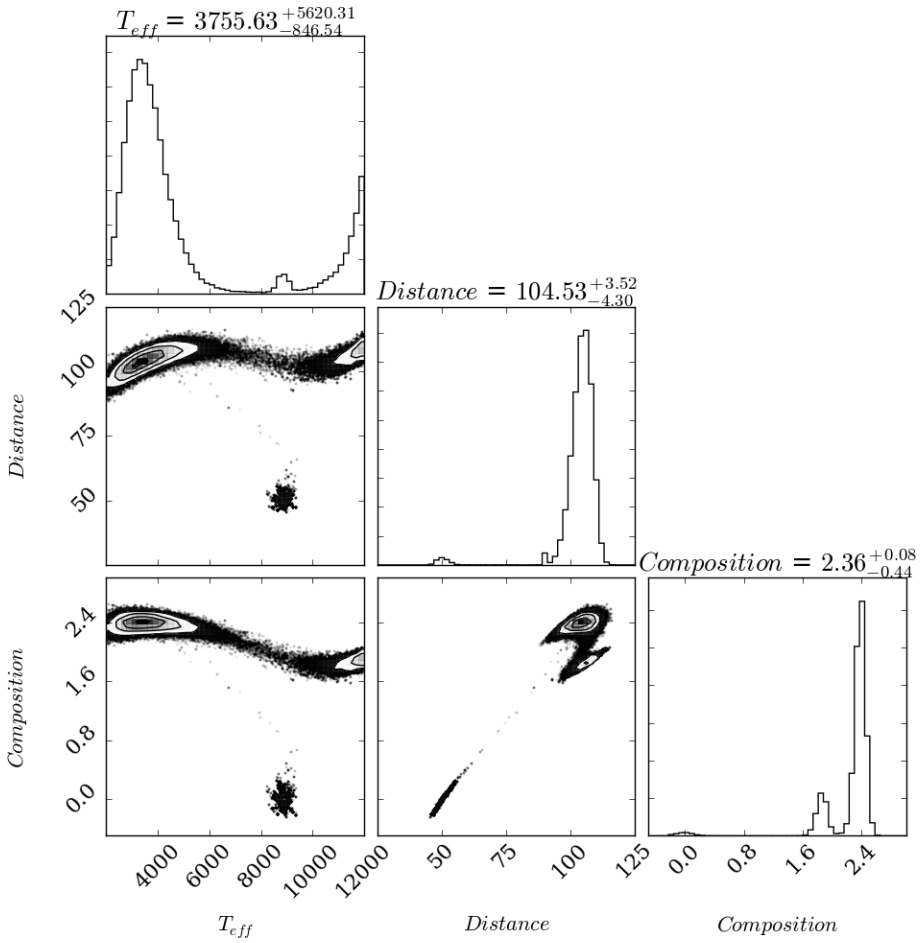 T_eff = 3755.63 +5620.31 -846.54
Distance = 104.53 +3.52 -4.30
125
100
75
50
Distance
Composition = 2.36 +0.08 -0.44
2.4
1.6
0.8
0.0
Composition
4000 6000 8000 10000 12000 50 75 100 125 0.0 0.8 1.6 2.4
T_eff Distance Composition